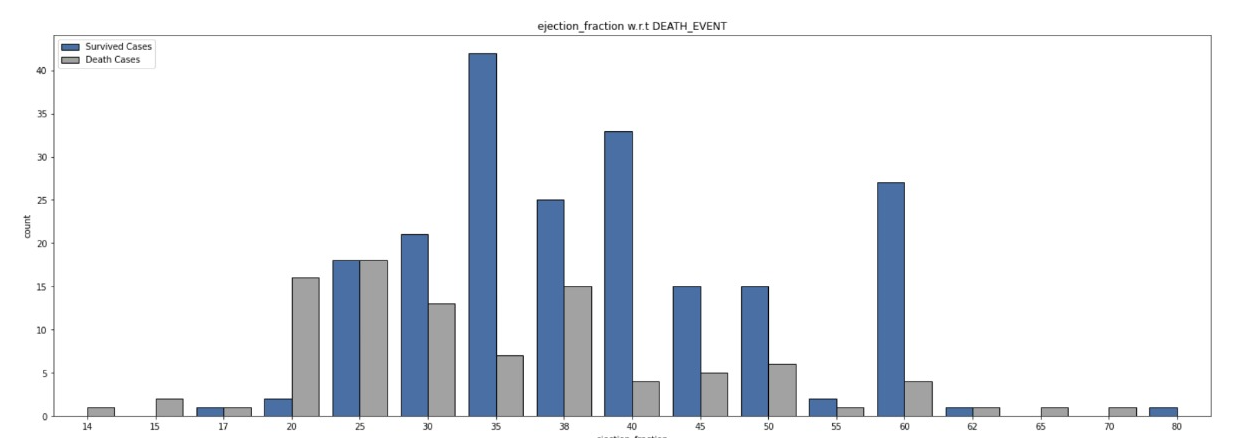 ejection_fraction w.r.t DEATH_EVENT
Survived Cases
Death Cases
40
35
30
25
20
15
10
5
0
count
14 15 17 20 25 30 35 38 40 45 50 55 60 62 65 70 80